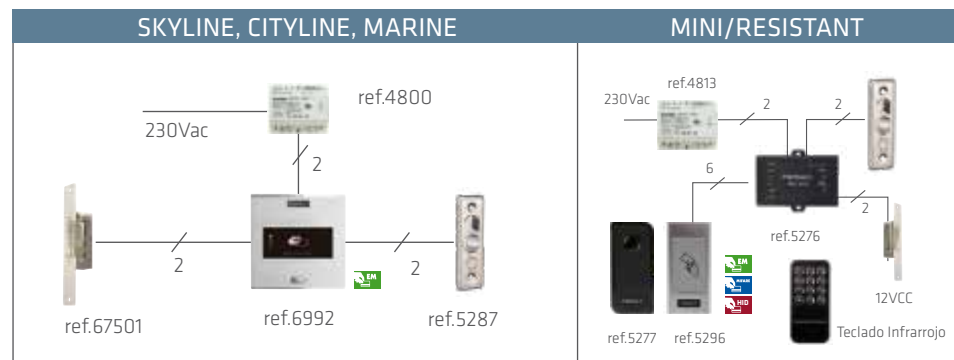 SKYLINE, CITYLINE, MARINE
230Vac
ref.4800
2
2
2
EM
ref.67501
ref.6992
ref.5287
MINI/RESISTANT
ref.4813
230Vac
2
2
6
2
ref.5276
EM
HID
12VCC
Teclado Infrarrojo
ref.5277
ref.5296